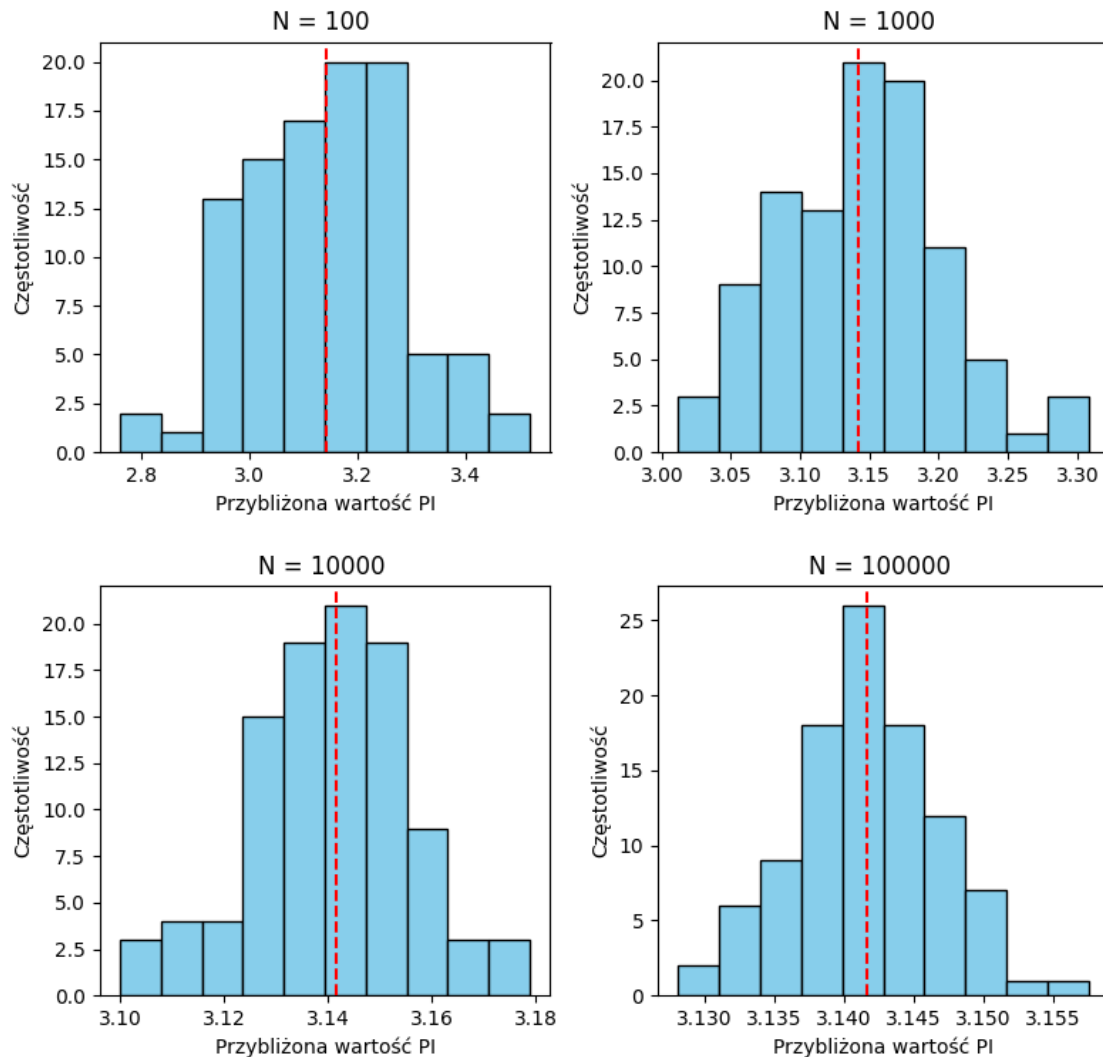 N = 100
20.0
17.5
15.0
12.5
10.0
7.5
5.0
2.5
0.0
Częstotliwość
2.8 3.0 3.2 3.4
Przybliżona wartość PI
N = 1000
20.0
17.5
15.0
12.5
10.0
7.5
5.0
2.5
0.0
Częstotliwość
3.00 3.05 3.10 3.15 3.20 3.25 3.30
Przybliżona wartość PI
N = 10000
20.0
17.5
15.0
12.5
10.0
7.5
5.0
2.5
0.0
Częstotliwość
3.10 3.12 3.14 3.16 3.18
Przybliżona wartość PI
N = 100000
25
20
15
10
5
0
Częstotliwość
3.130 3.135 3.140 3.145 3.150 3.155
Przybliżona wartość PI